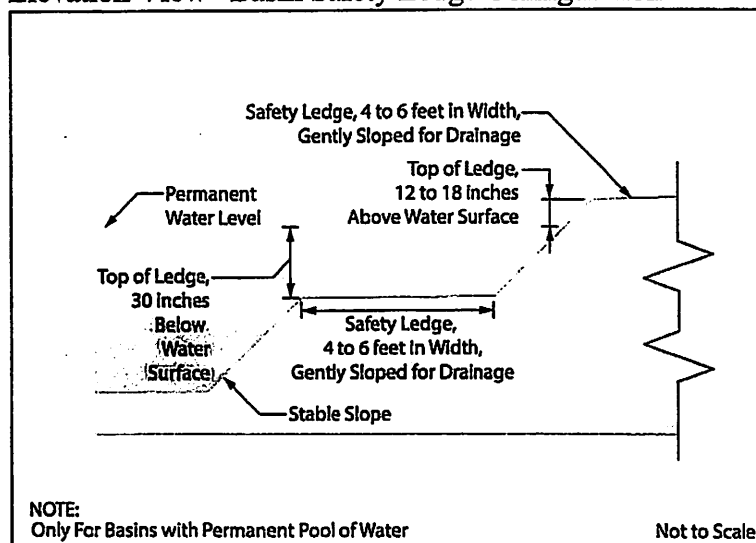 Safety Ledge, 4 to 6 feet in Width,
Gently Sloped for Drainage
Top of Ledge,
12 to 18 inches
Above Water Surface
Permanent
Water Level
Top of Ledge,
30 inches
Below
Water
Surface
Safety Ledge,
4 to 6 feet in Width,
Gently Sloped for Drainage
Stable Slope
NOTE:
Only For Basins with Permanent Pool of Water
Not to Scale